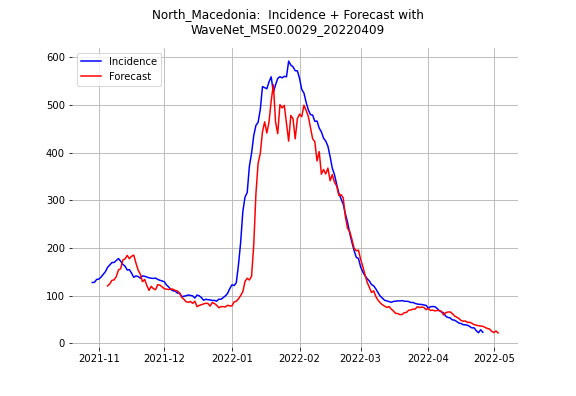 North_Macedonia:  Incidence + Forecast with
WaveNet_MSE0.0029_20220409
Incidence
Forecast
600
500
400
300
200
100
0
2021-11 2021-12 2022-01 2022-02 2022-03 2022-04 2022-05